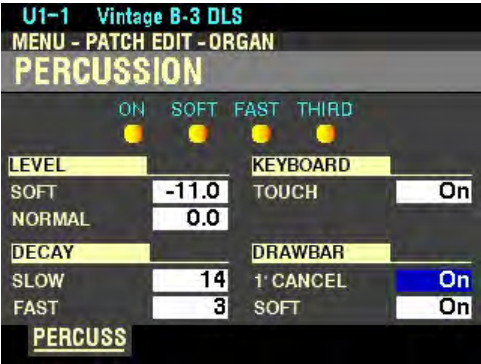 U1-1 Vintage B-3 DLS
MENU - PATCH EDIT - ORGAN
PERCUSSION
ON SOFT FAST THIRD
LEVEL KEYBOARD
SOFT -11.0 TOUCH On
NORMAL 0.0
DECAY DRAWBAR
SLOW 14 1' CANCEL On
FAST 3 SOFT On
PERCUSS